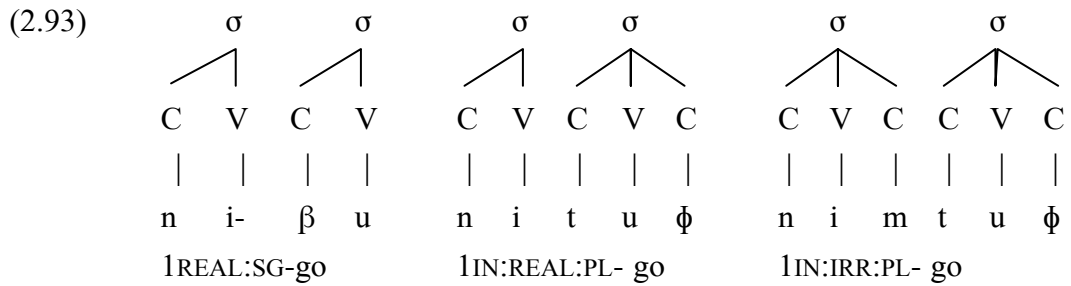 (2.93) σ σ σ σ σ σ
C V C V C V C V C C V C C V C
n i- β u n i t u ɸ n i m t u ɸ
1REAL:SG-go 1IN:REAL:PL- go 1IN:IRR:PL- go